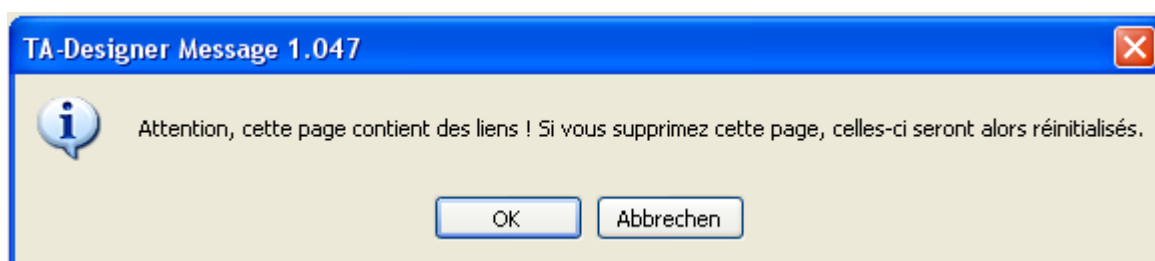 TA-Designer Message 1.047
Attention, cette page contient des liens ! Si vous supprimez cette page, celles-ci seront alors réinitialisés.
OK
Abbrechen